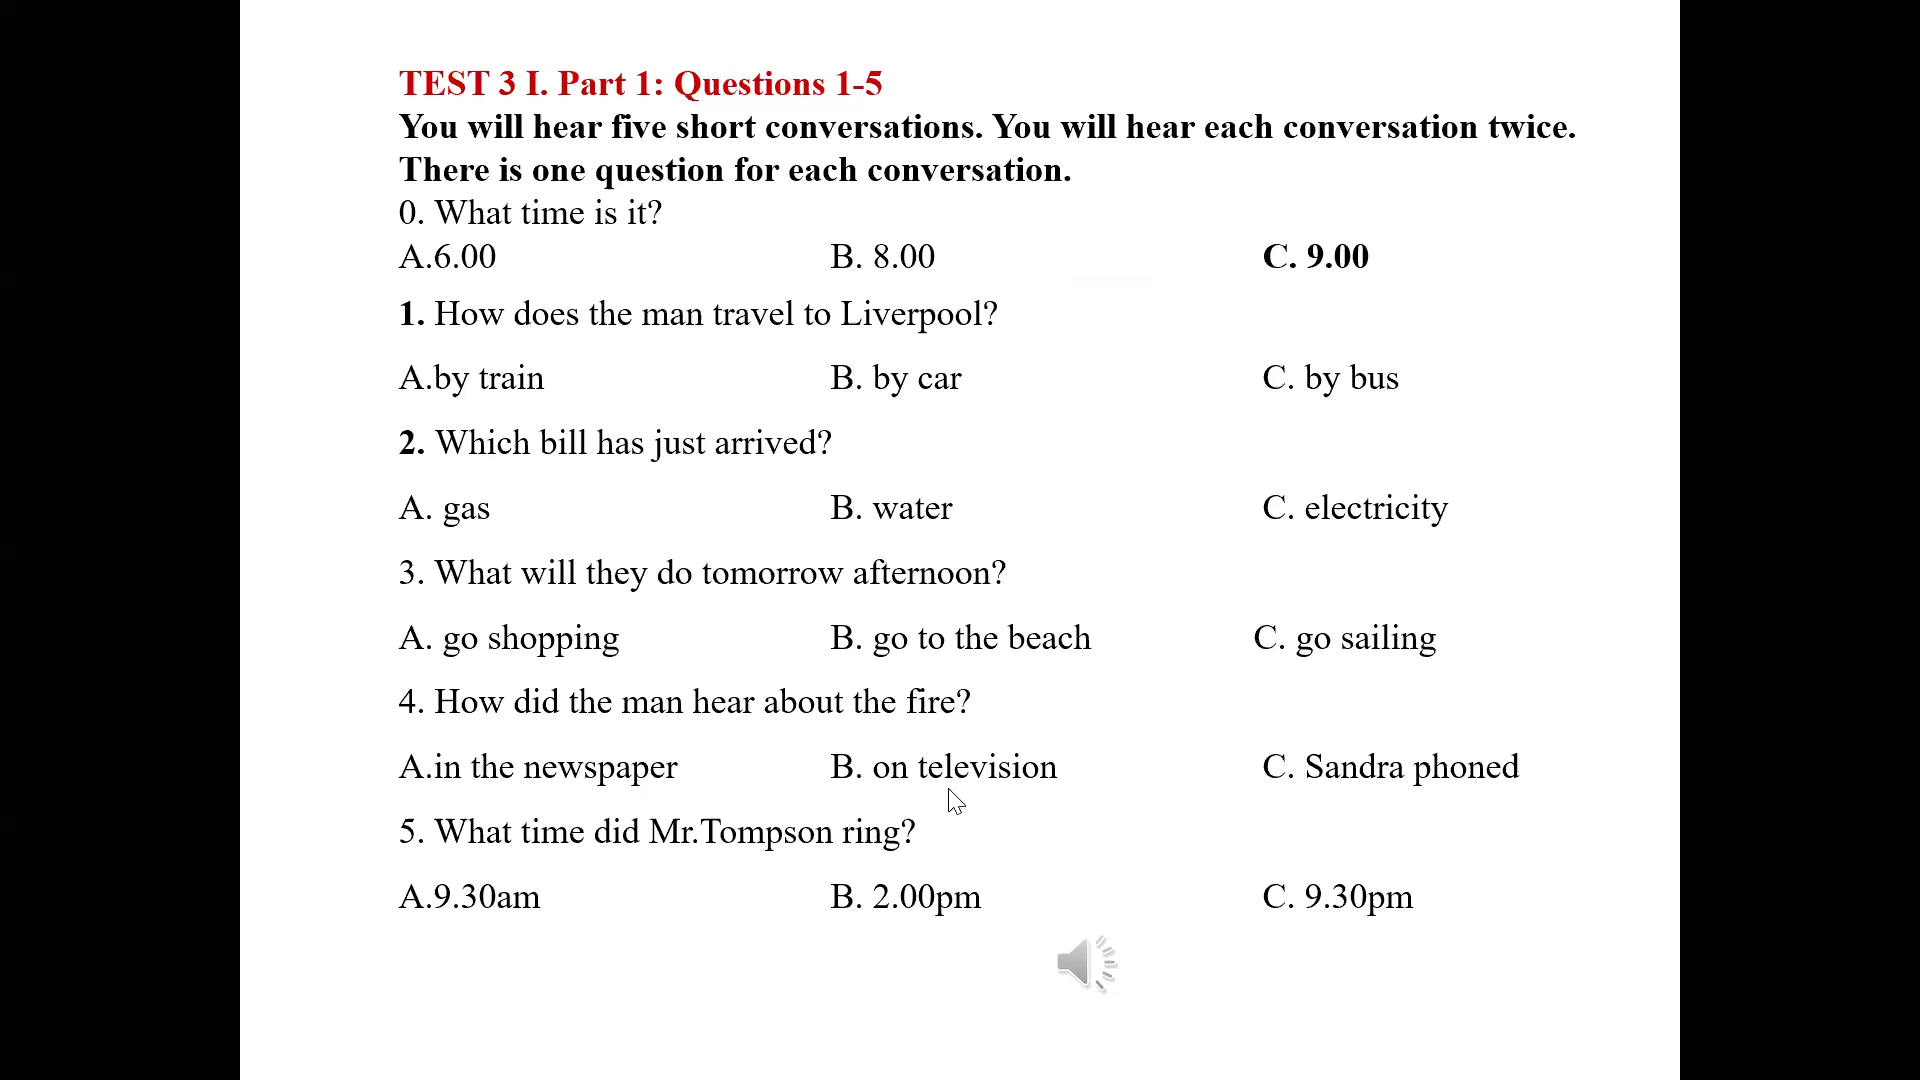 TEST 3 I. Part 1: Questions 1-5
You will hear five short conversations. You will hear each conversation twice.
There is one question for each conversation.
0. What time is it?
A.6.00 B. 8.00 C. 9.00
1. How does the man travel to Liverpool?
A.by train B. by car C. by bus
2. Which bill has just arrived?
A. gas B. water C. electricity
3. What will they do tomorrow afternoon?
A. go shopping B. go to the beach C. go sailing
4. How did the man hear about the fire?
A.in the newspaper B. on television C. Sandra phoned
5. What time did Mr.Tompson ring?
A.9.30am B. 2.00pm C. 9.30pm